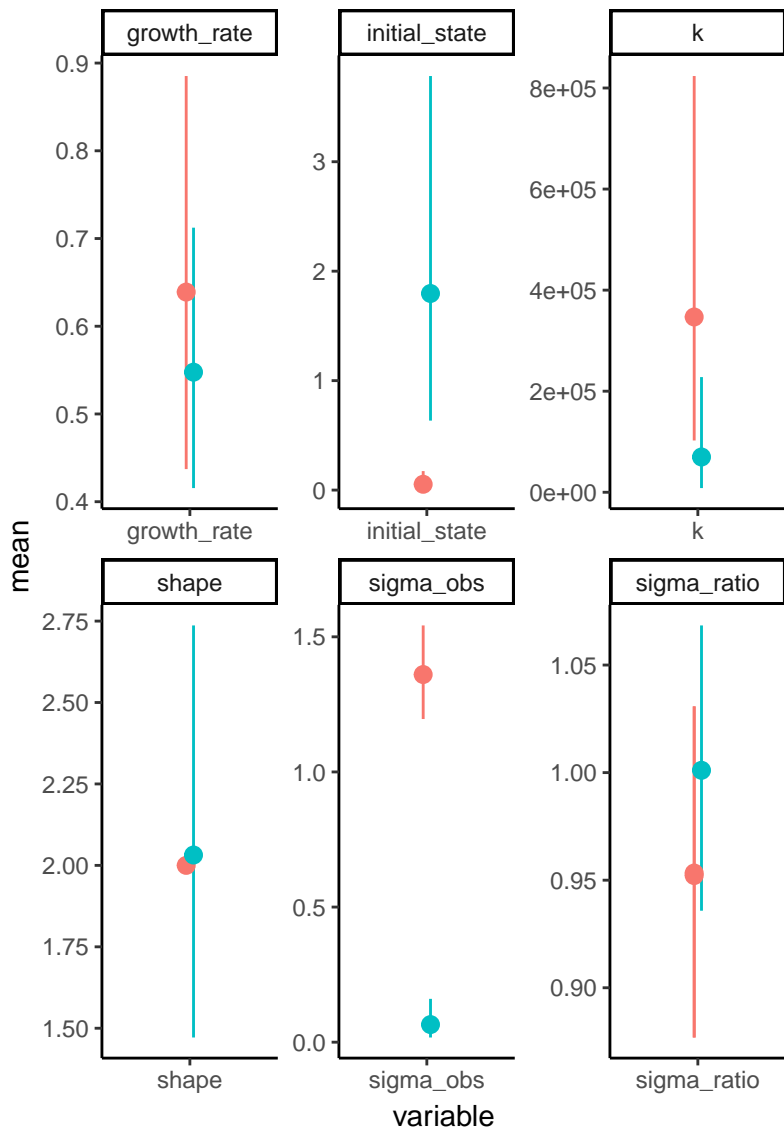 growth_rate
initial_state
k
0.9
0.8
0.7
0.6
0.5
0.4
3
2
1
0
8e+05
6e+05
4e+05
2e+05
0e+00
growth_rate
initial_state
k
mean
shape
sigma_obs
sigma_ratio
2.75
2.50
2.25
2.00
1.75
1.50
1.5
1.0
0.5
0.0
1.05
1.00
0.95
0.90
shape
sigma_obs
sigma_ratio
variable